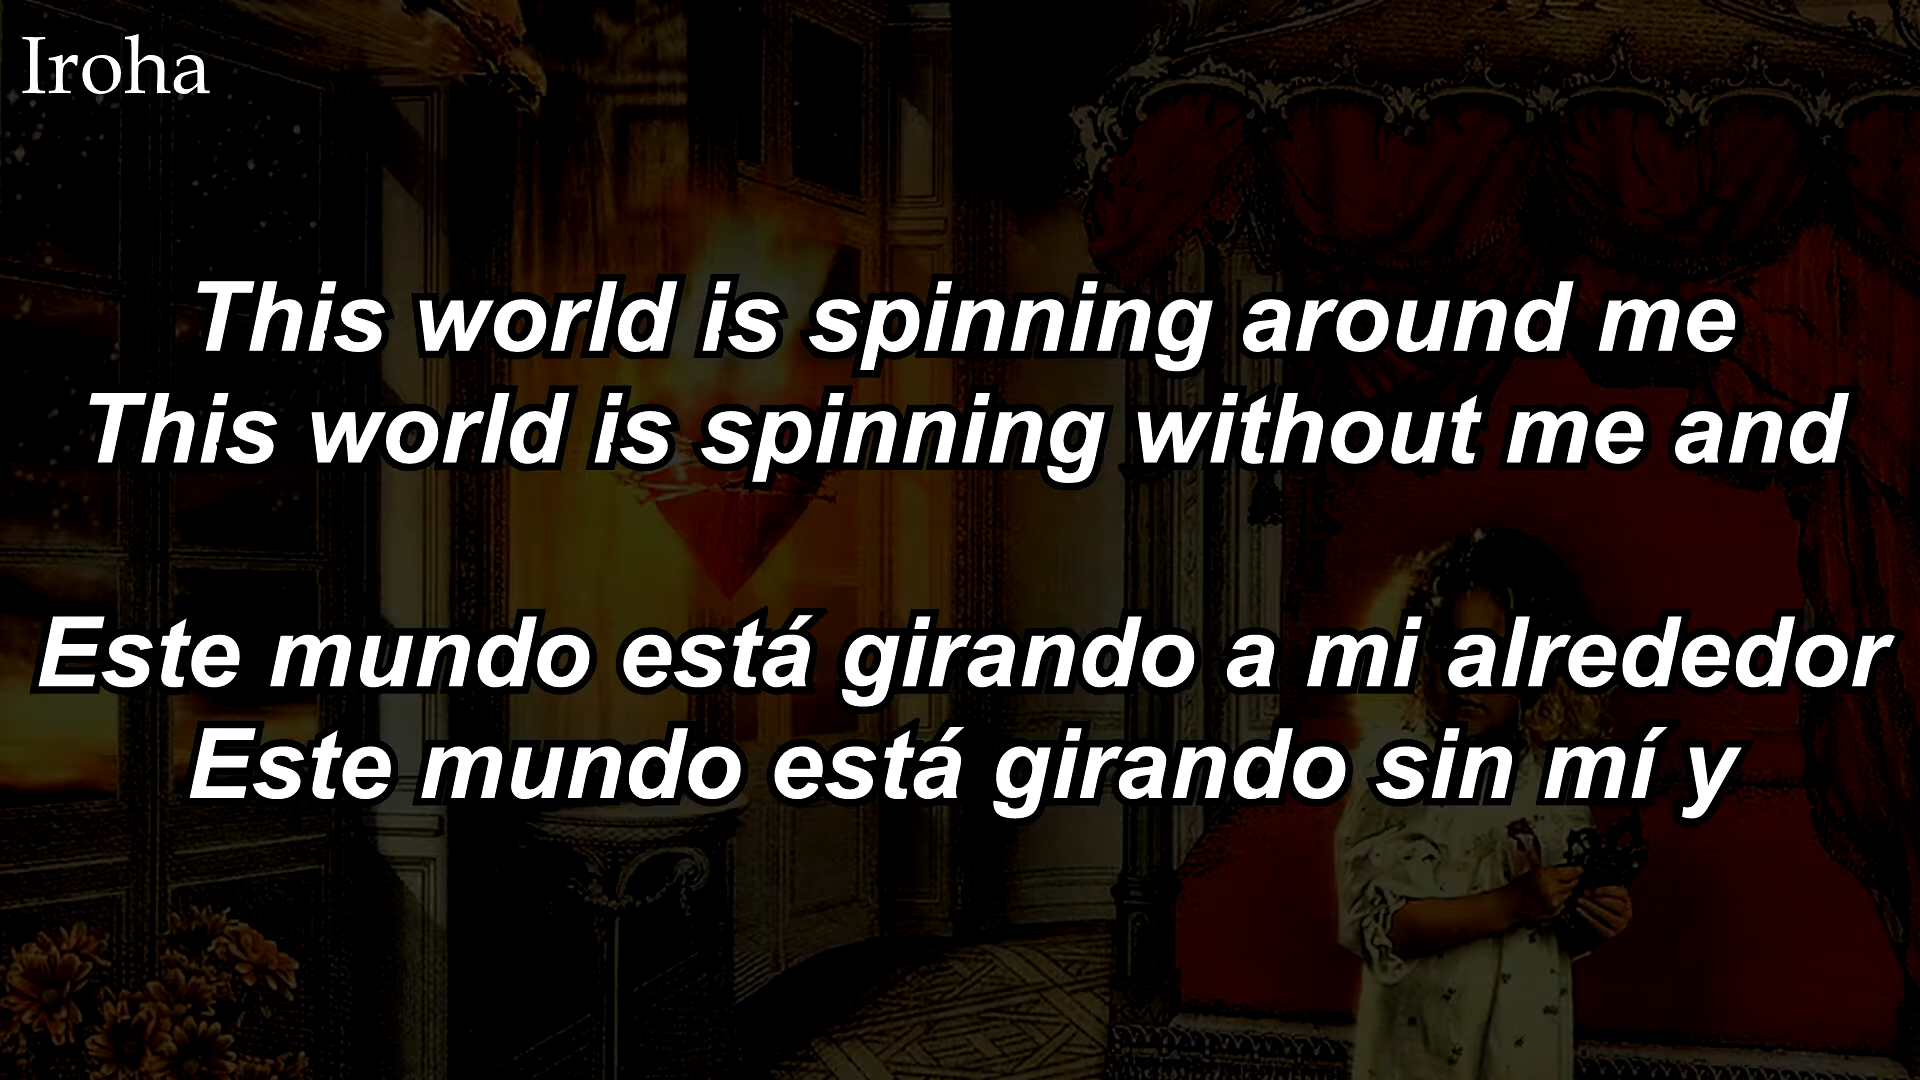 Iroha
This world is spinning around me
This world is spinning without me and
Este mundo está girando a mi alrededor
Este mundo está girando sin mí y